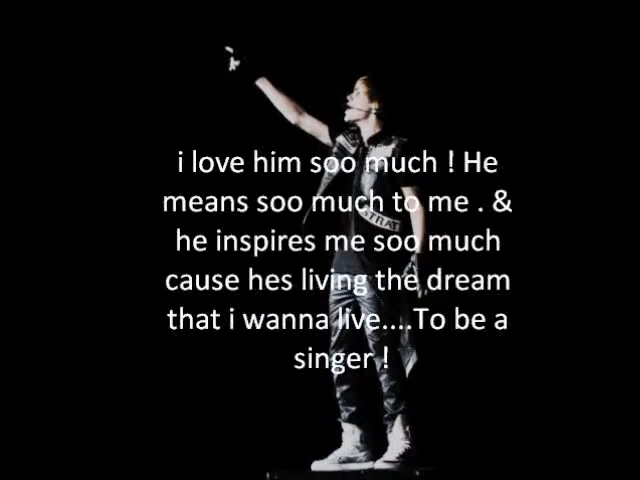 i love him soo much ! He
means soo much to me . &
he inspires me soo much
cause hes living the dream
that i wanna live....To be a
singer !
STRAT